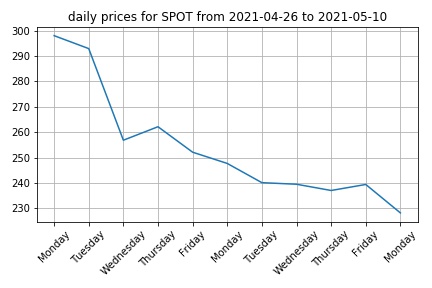 daily prices for SPOT from 2021-04-26 to 2021-05-10
300
290
280
270
260
250
240
230
Monday
Tuesday
Wednesday
Thursday
Friday
Monday
Tuesday
Wednesday
Thursday
Friday
Monday